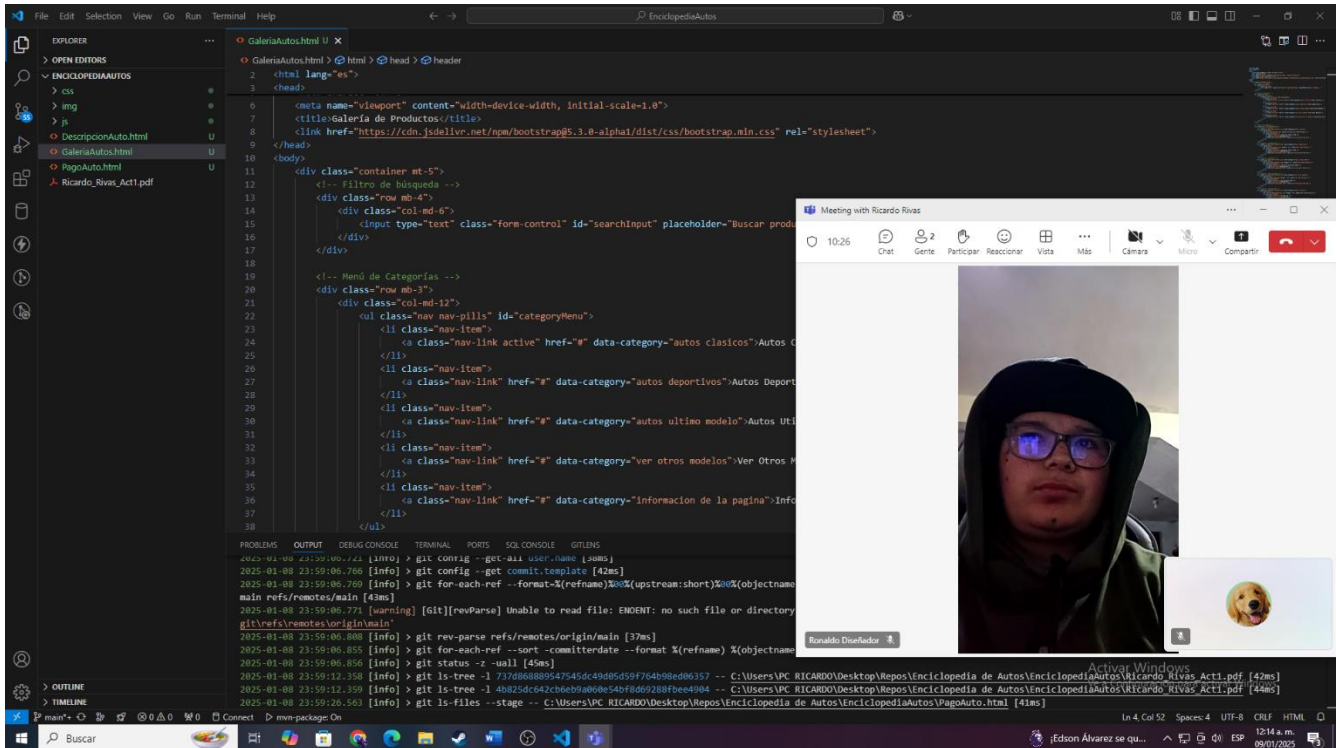 File Edit Selection View Go Run Terminal Help
EnciclopediaAutos
EXPLORER
OPEN EDITORS
ENCICLOPEDIAAUTOS
css
img
js
DescripcionAuto.html U
GaleriaAutos.html U
PagoAuto.html U
Ricardo_Rivas_Act1.pdf
OUTLINE
TIMELINE
GaleriaAutos.html U
GaleriaAutos.html > html > head > header
2 <html lang="es">
3 <head>
6 <meta name="viewport" content="width=device-width, initial-scale=1.0">
7 <title>Galería de Productos</title>
8 <link href="https://cdn.jsdelivr.net/npm/bootstrap@5.3.0-alpha1/dist/css/bootstrap.min.css" rel="stylesheet">
9 </head>
10 <body>
11 <div class="container mt-5">
12 <!-- Filtro de búsqueda -->
13 <div class="row mb-4">
14 <div class="col-md-6">
15 <input type="text" class="form-control" id="searchInput" placeholder="Buscar produ
16 </div>
17 </div>
18
19 <!-- Menú de Categorías -->
20 <div class="row mb-3">
21 <div class="col-md-12">
22 <ul class="nav nav-pills" id="categoryMenu">
23 <li class="nav-item">
24 <a class="nav-link active" href="#" data-category="autos clasicos">Autos C
25 </li>
26 <li class="nav-item">
27 <a class="nav-link" href="#" data-category="autos deportivos">Autos Deport
28 </li>
29 <li class="nav-item">
30 <a class="nav-link" href="#" data-category="autos ultimo modelo">Autos Ulti
31 </li>
32 <li class="nav-item">
33 <a class="nav-link" href="#" data-category="ver otros modelos">Ver Otros M
34 </li>
35 <li class="nav-item">
36 <a class="nav-link" href="#" data-category="informacion de la pagina">Info
37 </li>
38 </ul>
Meeting with Ricardo Rivas
10:26 Chat 2 Gente Participar Reaccionar Vista Más Cámara Micro Compartir
Ronaldo Diseñador
PROBLEMS OUTPUT DEBUG CONSOLE TERMINAL PORTS SQL CONSOLE GITLENS
2025-01-08 23:59:06.721 [info] > git config --get-all user.name [38ms]
2025-01-08 23:59:06.766 [info] > git config --get commit.template [42ms]
2025-01-08 23:59:06.769 [info] > git for-each-ref --format=%(refname)%00%(upstream:short)%00%(objectname
main refs/remotes/main [43ms]
2025-01-08 23:59:06.771 [warning] [Git][revParse] Unable to read file: ENOENT: no such file or directory
git\refs\remotes\origin\main'
2025-01-08 23:59:06.808 [info] > git rev-parse refs/remotes/origin/main [37ms]
2025-01-08 23:59:06.855 [info] > git for-each-ref --sort -committerdate --format %(refname) %(objectname
2025-01-08 23:59:06.856 [info] > git status -z -uall [45ms]
2025-01-08 23:59:12.358 [info] > git ls-tree -l 737d868889547545dc49d05d59f764b98ed06357 -- C:\Users\PC RICARDO\Desktop\Repos\Enciclopedia de Autos\EnciclopediaAutos\Ricardo_Rivas_Act1.pdf [42ms]
2025-01-08 23:59:12.359 [info] > git ls-tree -l 4b825dc642cb6eb9a060e54bf8d69288fbee4904 -- C:\Users\PC RICARDO\Desktop\Repos\Enciclopedia de Autos\EnciclopediaAutos\Ricardo_Rivas_Act1.pdf [44ms]
2025-01-08 23:59:26.563 [info] > git ls-files --stage -- C:\Users\PC RICARDO\Desktop\Repos\Enciclopedia de Autos\EnciclopediaAutos\PagoAuto.html [41ms]
Activar Windows
main*+ 0 0 0 Connect mvn-package: On
Ln 4, Col 52 Spaces: 4 UTF-8 CRLF HTML
Buscar
¡Edson Álvarez se qu... ESP 12:14 a. m.
09/01/2025